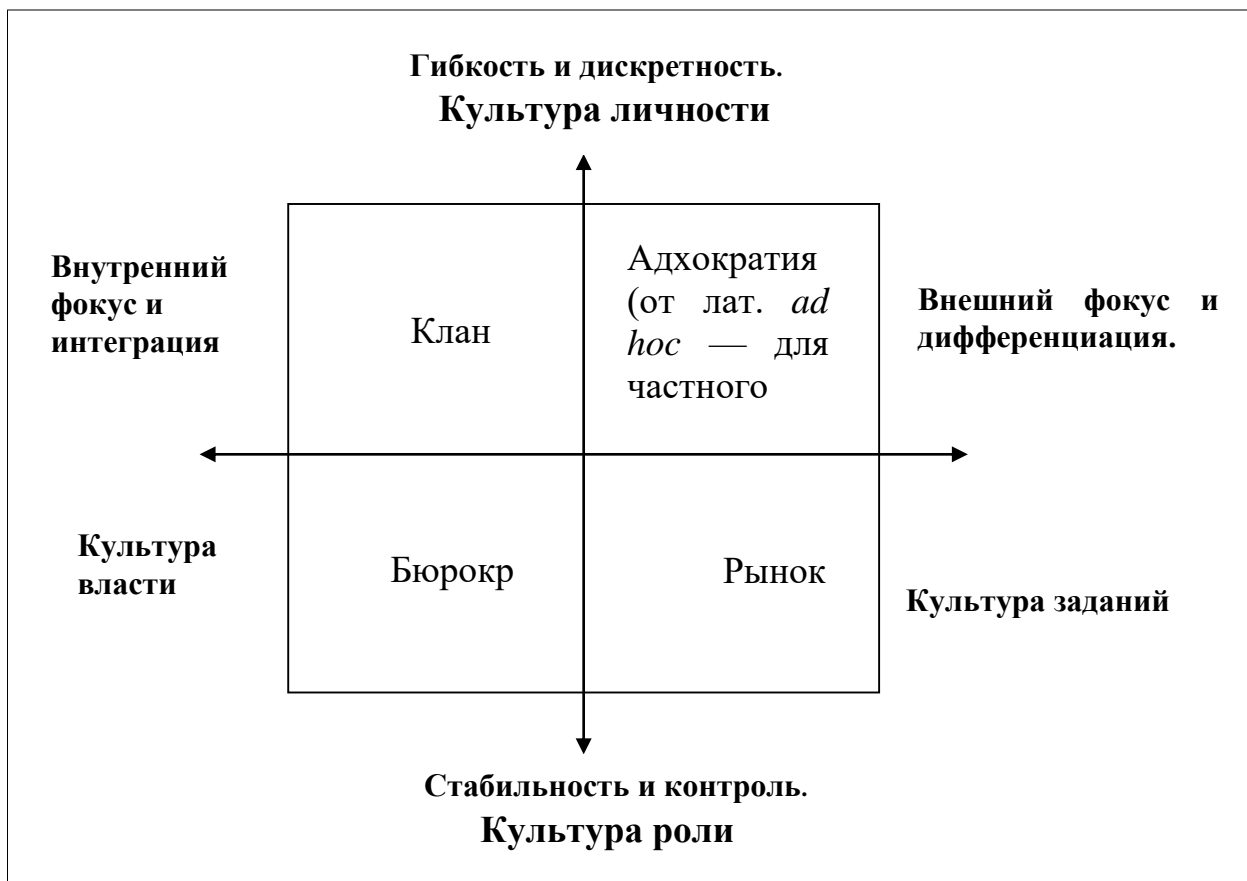 Гибкость и дискретность.
Культура личности
Внутренний
фокус и
интеграция
Клан
Адхократия
(от лат. ad
hoc — для
частного
Внешний фокус и
дифференциация.
Культура
власти
Бюрокр
Рынок
Культура заданий
Стабильность и контроль.
Культура роли